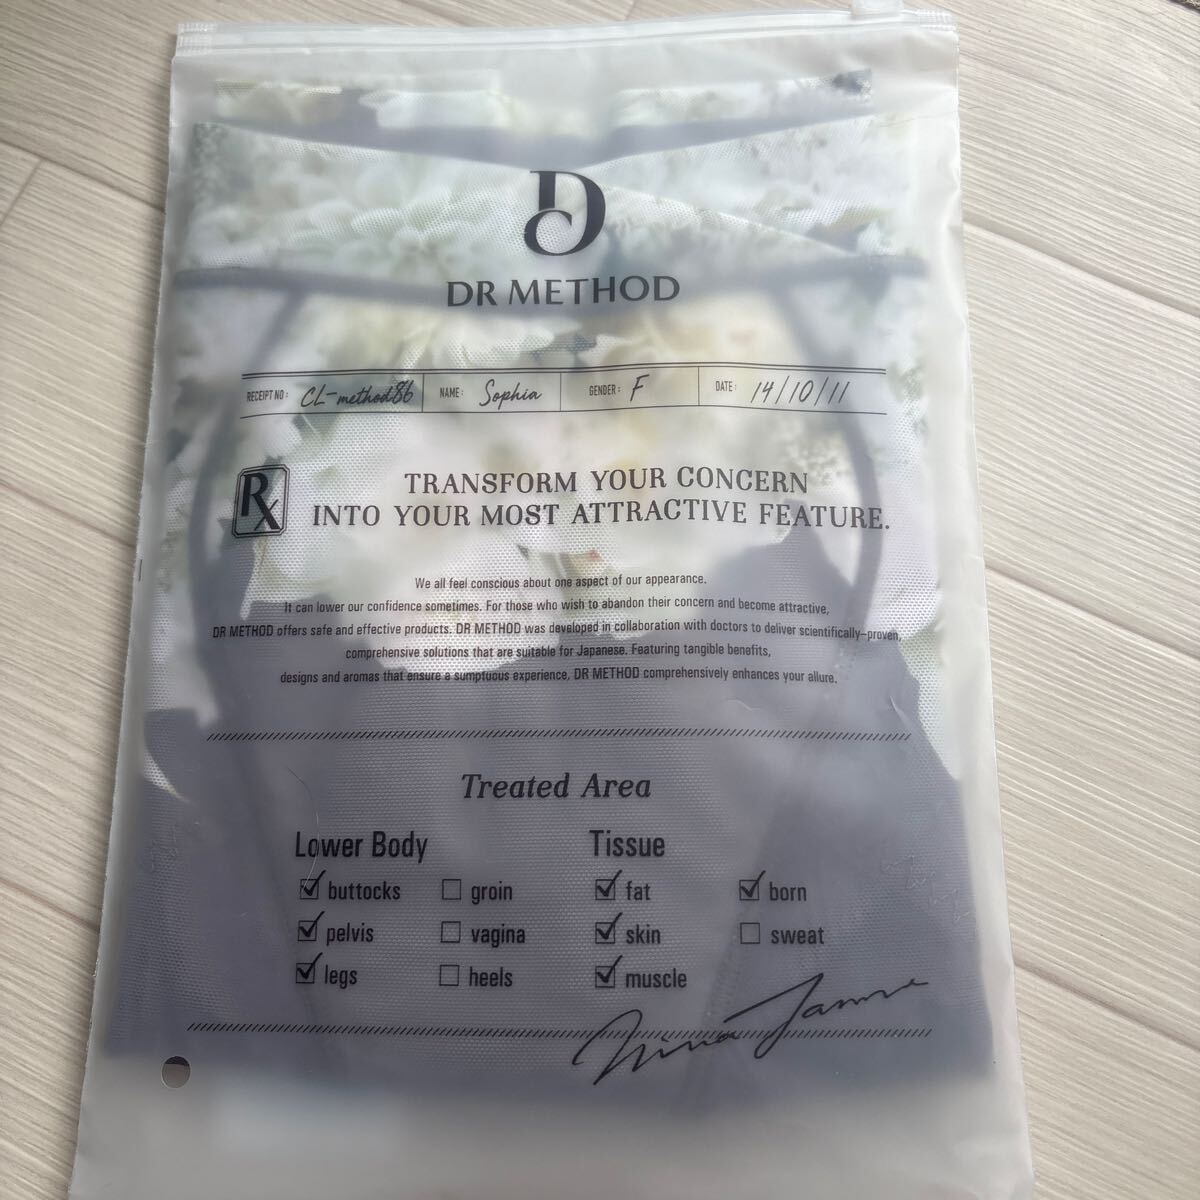 DR METHOD
RECEIPT NO: CL-method86 NAME: Sophia GENDER: F DATE: 14/10/11
Rx TRANSFORM YOUR CONCERN
INTO YOUR MOST ATTRACTIVE FEATURE.
We all feel conscious about one aspect of our appearance.
It can lower our confidence sometimes. For those who wish to abandon their concern and become attractive,
DR METHOD offers safe and effective products. DR METHOD was developed in collaboration with doctors to deliver scientifically-proven,
comprehensive solutions that are suitable for Japanese. Featuring tangible benefits,
designs and aromas that ensure a sumptuous experience, DR METHOD comprehensively enhances your allure.
Treated Area
Lower Body Tissue
buttocks groin fat born
pelvis vagina skin sweat
legs heels muscle